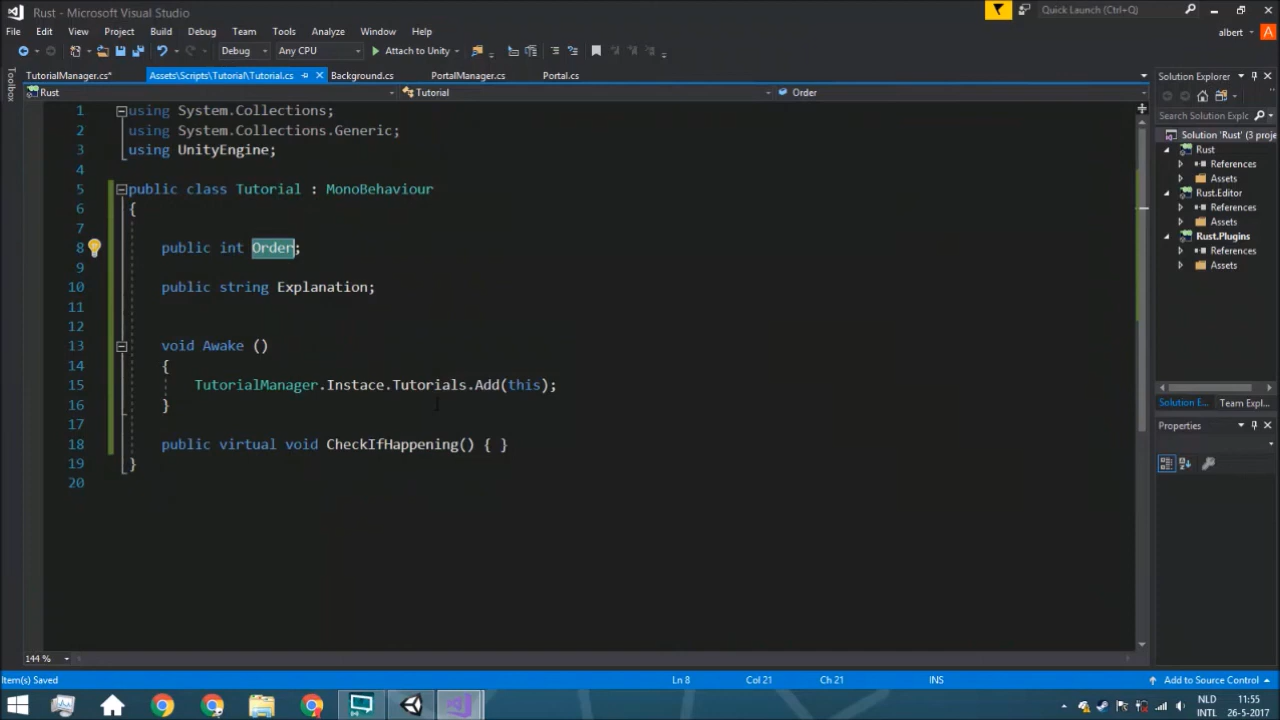 Rust - Microsoft Visual Studio
Quick Launch (Ctrl+Q)
File Edit View Project Build Debug Team Tools Analyze Window Help
albert A
Debug Any CPU Attach to Unity
Toolbox
TutorialManager.cs* Assets\Scripts\Tutorial\Tutorial.cs Background.cs PortalManager.cs Portal.cs
Rust Tutorial Order
1 using System.Collections;
2 using System.Collections.Generic;
3 using UnityEngine;
4
5 public class Tutorial : MonoBehaviour
6 {
7
8 public int Order;
9
10 public string Explanation;
11
12
13 void Awake ()
14 {
15 TutorialManager.Instace.Tutorials.Add(this);
16 }
17
18 public virtual void CheckIfHappening() { }
19 }
20
144 %
Solution Explorer
Search Solution Explc
Solution 'Rust' (3 proje
Rust
References
Assets
Rust.Editor
References
Assets
Rust.Plugins
References
Assets
Solution E... Team Expl...
Properties
Item(s) Saved Ln 8 Col 21 Ch 21 INS Add to Source Control
NLD
INTL
11:55
26-5-2017